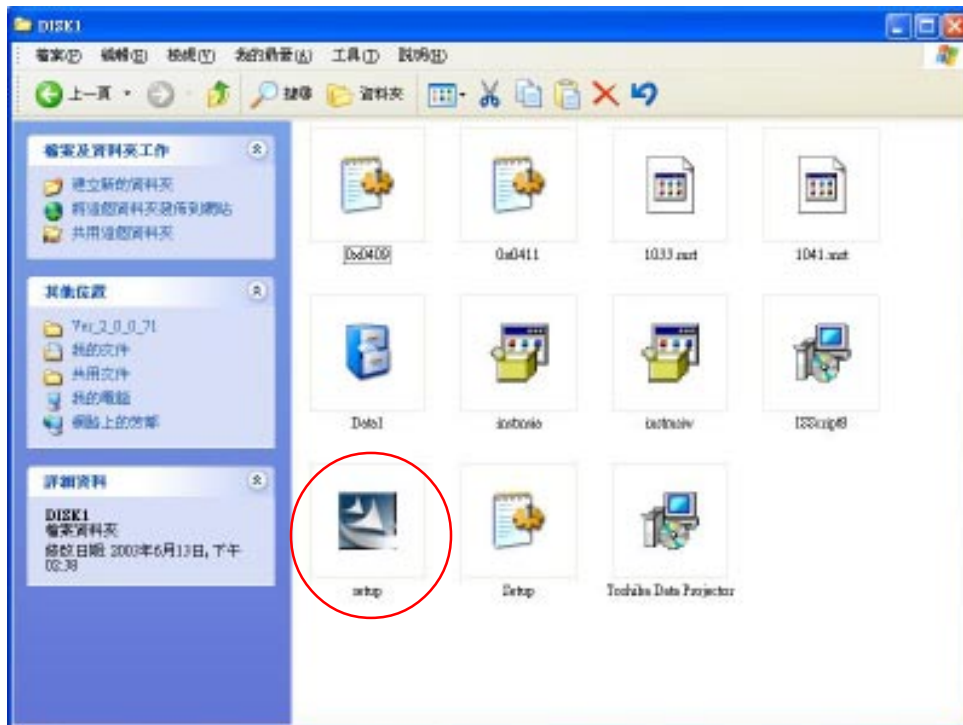 DISK1
檔案(F) 編輯(E) 檢視(V) 我的最愛(A) 工具(T) 說明(H)
上一頁 搜尋 資料夾
檔案及資料夾工作
建立新的資料夾
將這個資料夾發佈到網站
共用這個資料夾
其他位置
Ver_2_0_0_71
我的文件
共用文件
我的電腦
網路上的芳鄰
詳細資料
DISK1
檔案資料夾
修改日期: 2003年6月13日, 下午
02:38
0x0409 0x0411 1033.mst 1041.mst
Data1 instmsia instmsiw ISScript8
setup Setup Toshiba Data Projector